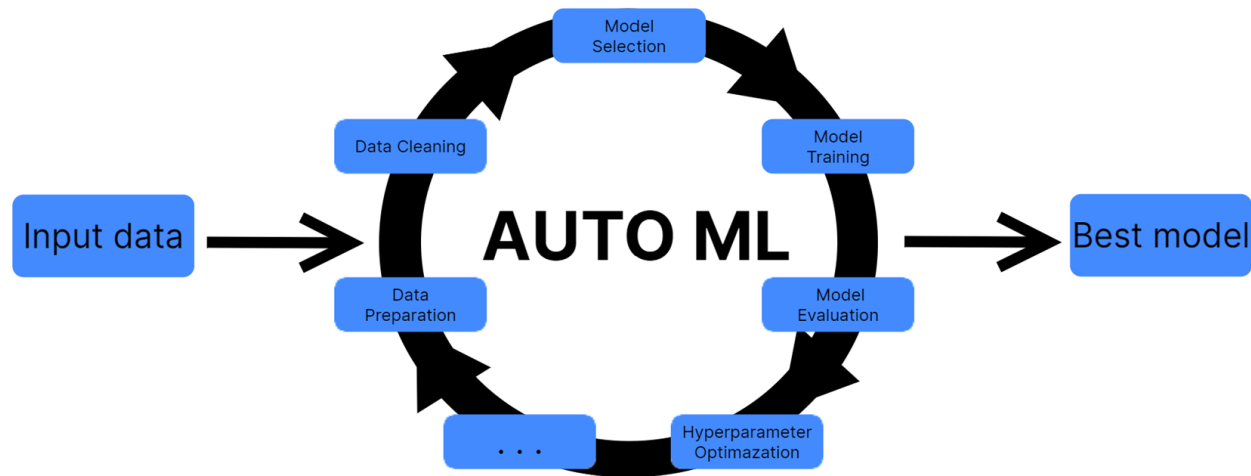 Model
Selection
Data Cleaning
Model
Training
Input data
AUTO ML
Best model
Data
Preparation
Model
Evaluation
. . .
Hyperparameter
Optimazation